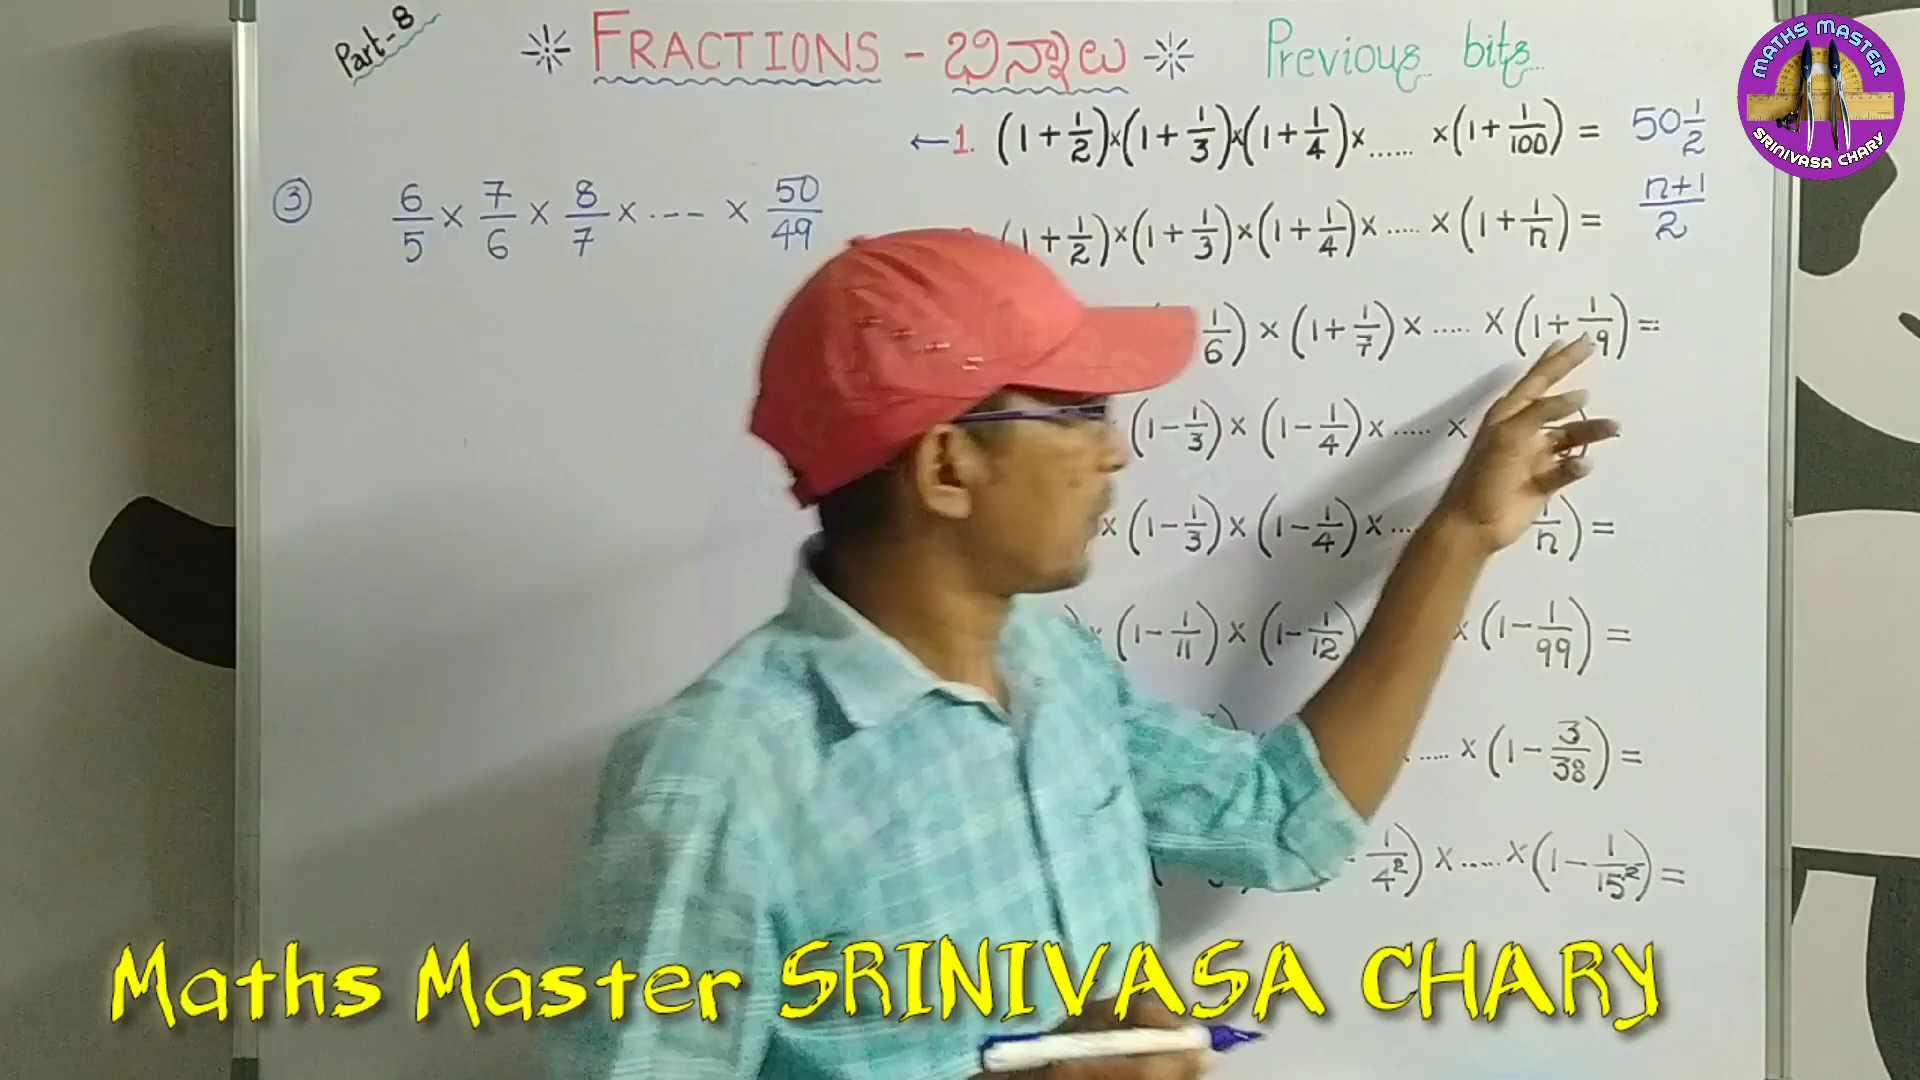 Part-8
FRACTIONS - భిన్నాలు
Previous bits
MATHS MASTER
SRINIVASA CHARY
←1. (1+1/2)×(1+1/3)×(1+1/4)×...... ×(1+1/100) = 50 1/2
③ 6/5 × 7/6 × 8/7 × ---- × 50/49
(1+1/2)×(1+1/3)×(1+1/4)×..... ×(1+1/n) = n+1/2
1/6) × (1+1/7) × ..... × (1+1/49) =
(1-1/3) × (1-1/4) × ..... ×
× (1-1/3) × (1-1/4) × ... 1/n) =
× (1-1/11) × (1-1/12) × (1-1/99) =
..... × (1-3/38) =
1/4²) × ..... × (1-1/15²) =
Maths Master SRINIVASA CHARY